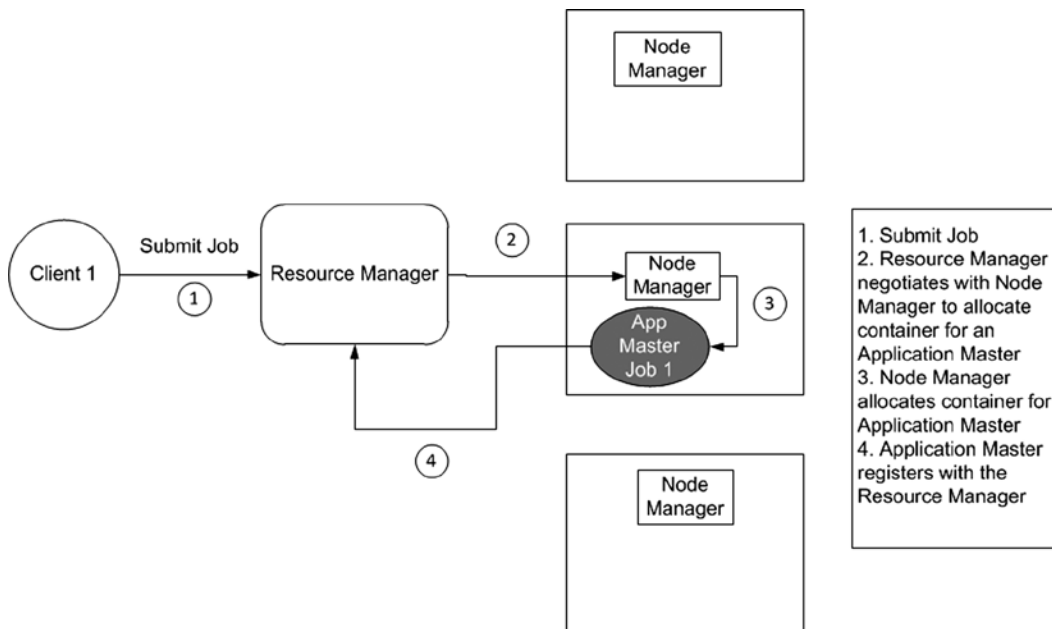 Node
Manager
Submit Job
Client 1
1
Resource Manager
2
Node
Manager
3
App
Master
Job 1
4
Node
Manager
1. Submit Job
2. Resource Manager
negotiates with Node
Manager to allocate
container for an
Application Master
3. Node Manager
allocates container for
Application Master
4. Application Master
registers with the
Resource Manager